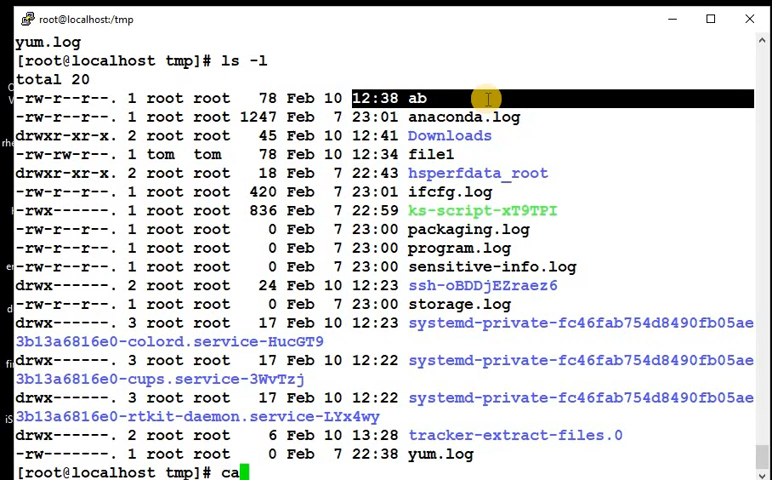 root@localhost:/tmp
yum.log
[root@localhost tmp]# ls -l
total 20
-rw-r--r--. 1 root root   78 Feb 10 12:38 ab
-rw-r--r--. 1 root root 1247 Feb  7 23:01 anaconda.log
drwxr-xr-x. 2 root root   45 Feb 10 12:41 Downloads
-rw-rw-r--. 1 tom  tom    78 Feb 10 12:34 file1
drwxr-xr-x. 2 root root   18 Feb  7 22:43 hsperfdata_root
-rw-r--r--. 1 root root  420 Feb  7 23:01 ifcfg.log
-rwx------. 1 root root  836 Feb  7 22:59 ks-script-xT9TPI
-rw-r--r--. 1 root root    0 Feb  7 23:00 packaging.log
-rw-r--r--. 1 root root    0 Feb  7 23:00 program.log
-rw-r--r--. 1 root root    0 Feb  7 23:00 sensitive-info.log
drwx------. 2 root root   24 Feb 10 12:23 ssh-oBDDjEZraez6
-rw-r--r--. 1 root root    0 Feb  7 23:00 storage.log
drwx------. 3 root root   17 Feb 10 12:23 systemd-private-fc46fab754d8490fb05ae
3b13a6816e0-colord.service-HucGT9
drwx------. 3 root root   17 Feb 10 12:22 systemd-private-fc46fab754d8490fb05ae
3b13a6816e0-cups.service-3WvTzj
drwx------. 3 root root   17 Feb 10 12:22 systemd-private-fc46fab754d8490fb05ae
3b13a6816e0-rtkit-daemon.service-LYx4wy
drwx------. 2 root root    6 Feb 10 13:28 tracker-extract-files.0
-rw-------. 1 root root    0 Feb  7 22:38 yum.log
[root@localhost tmp]# ca